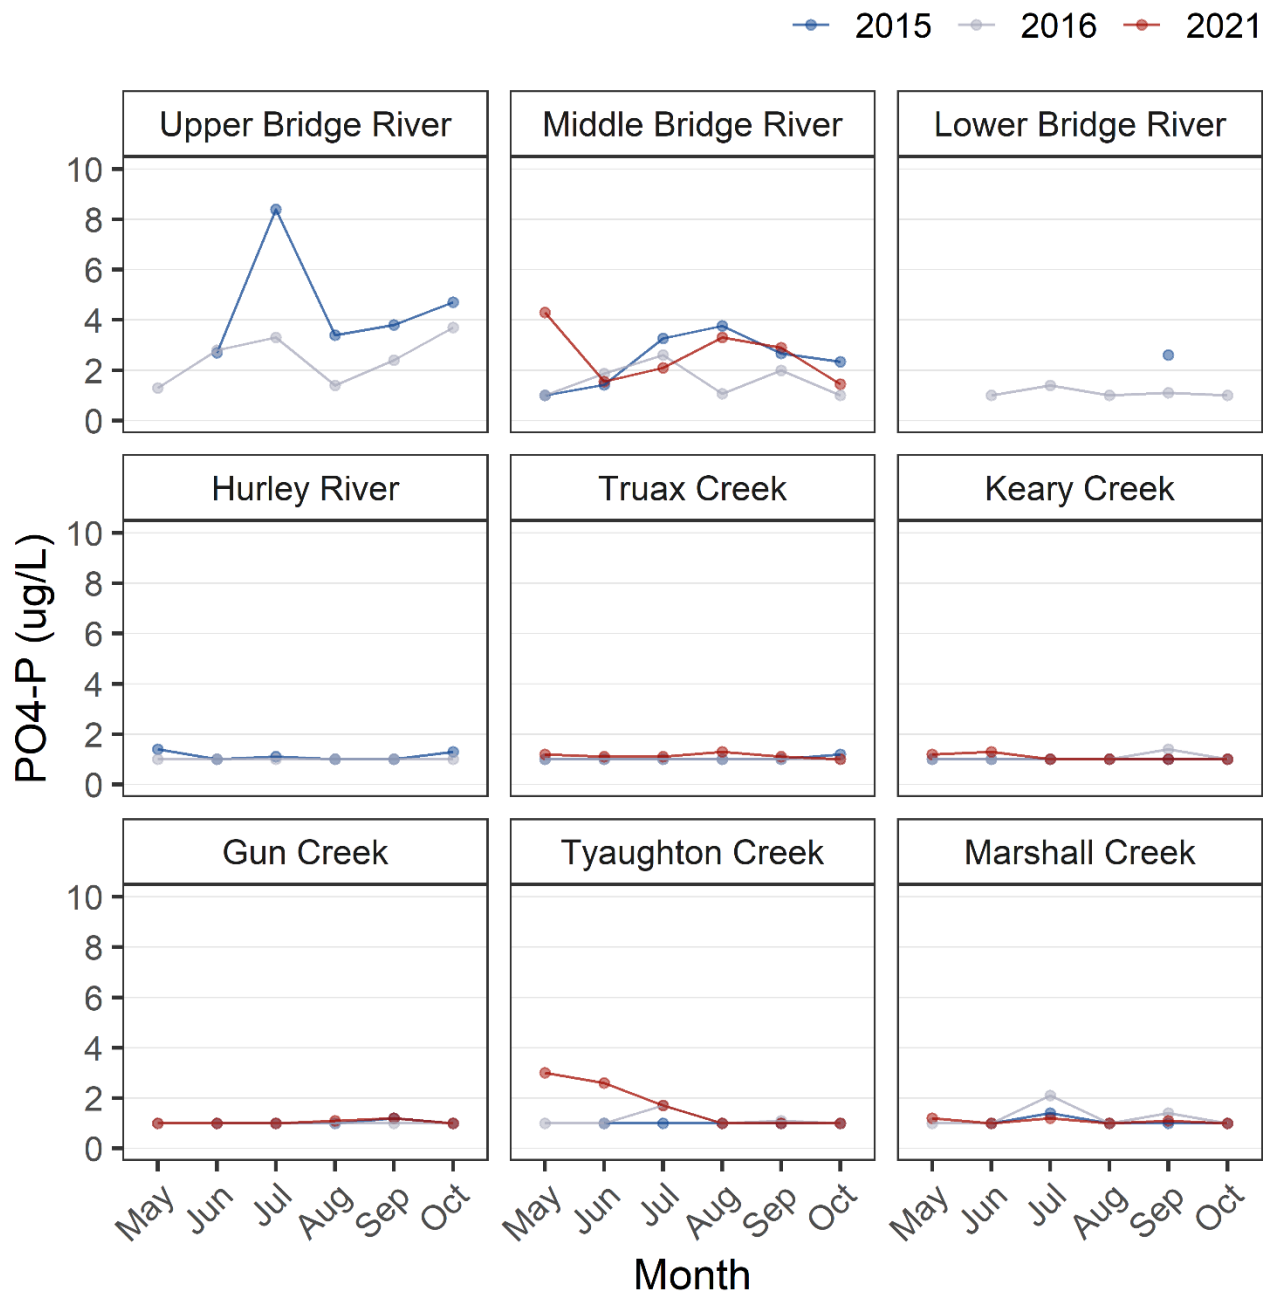 2015 2016 2021
Upper Bridge River Middle Bridge River Lower Bridge River
10
8
6
4
2
0
Hurley River Truax Creek Keary Creek
10
8
6
4
2
0
PO4-P (ug/L)
Gun Creek Tyaughton Creek Marshall Creek
10
8
6
4
2
0
May Jun Jul Aug Sep Oct May Jun Jul Aug Sep Oct May Jun Jul Aug Sep Oct
Month